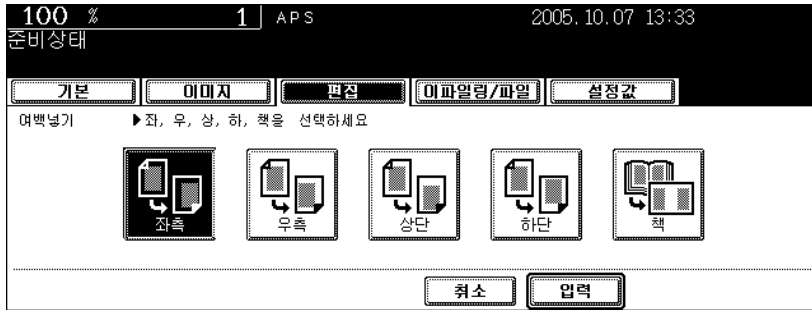 100 % 1 APS 2005.10.07 13:33
준비상태
기본 이미지 편집 이파일링/파일 설정값
여백넣기 ▶좌, 우, 상, 하, 책을 선택하세요
좌측 우측 상단 하단 책
취소 입력